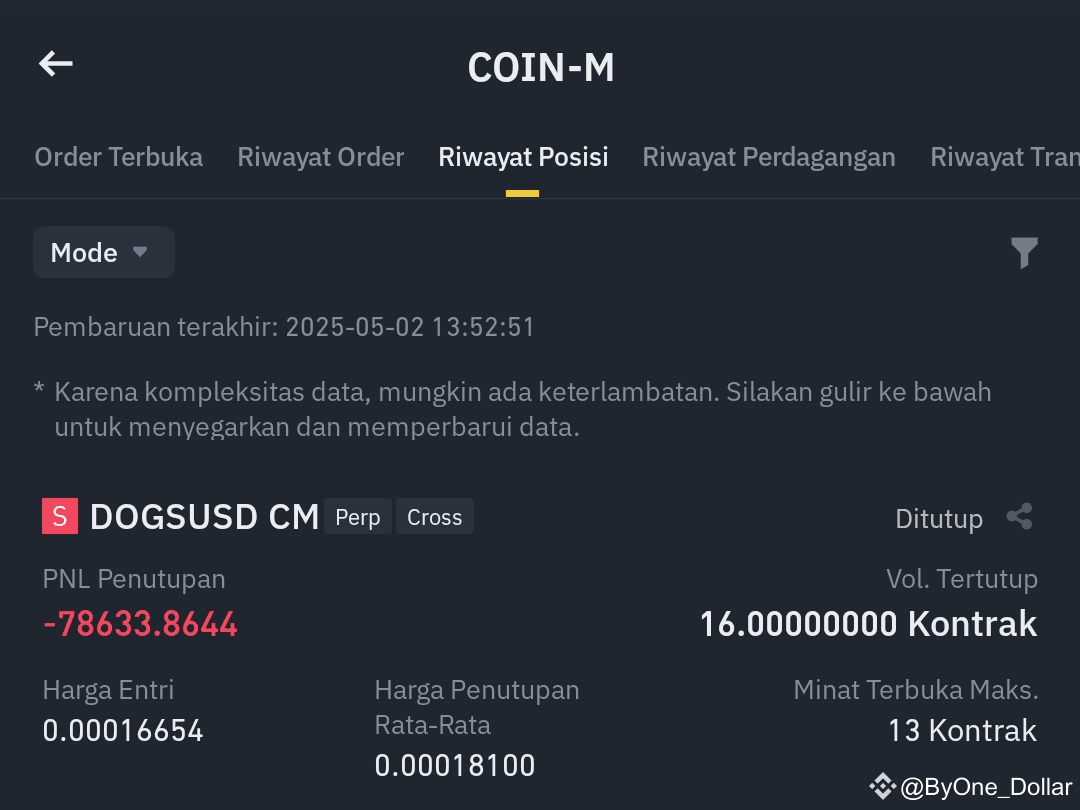 COIN-M
Order Terbuka Riwayat Order Riwayat Posisi Riwayat Perdagangan Riwayat Tran
Mode
Pembaruan terakhir: 2025-05-02 13:52:51
* Karena kompleksitas data, mungkin ada keterlambatan. Silakan gulir ke bawah
untuk menyegarkan dan memperbarui data.
S DOGSUSD CM Perp Cross Ditutup
PNL Penutupan Vol. Tertutup
-78633.8644 16.00000000 Kontrak
Harga Entri Harga Penutupan Minat Terbuka Maks.
Rata-Rata
0.00016654 13 Kontrak
0.00018100
@ByOne_Dollar